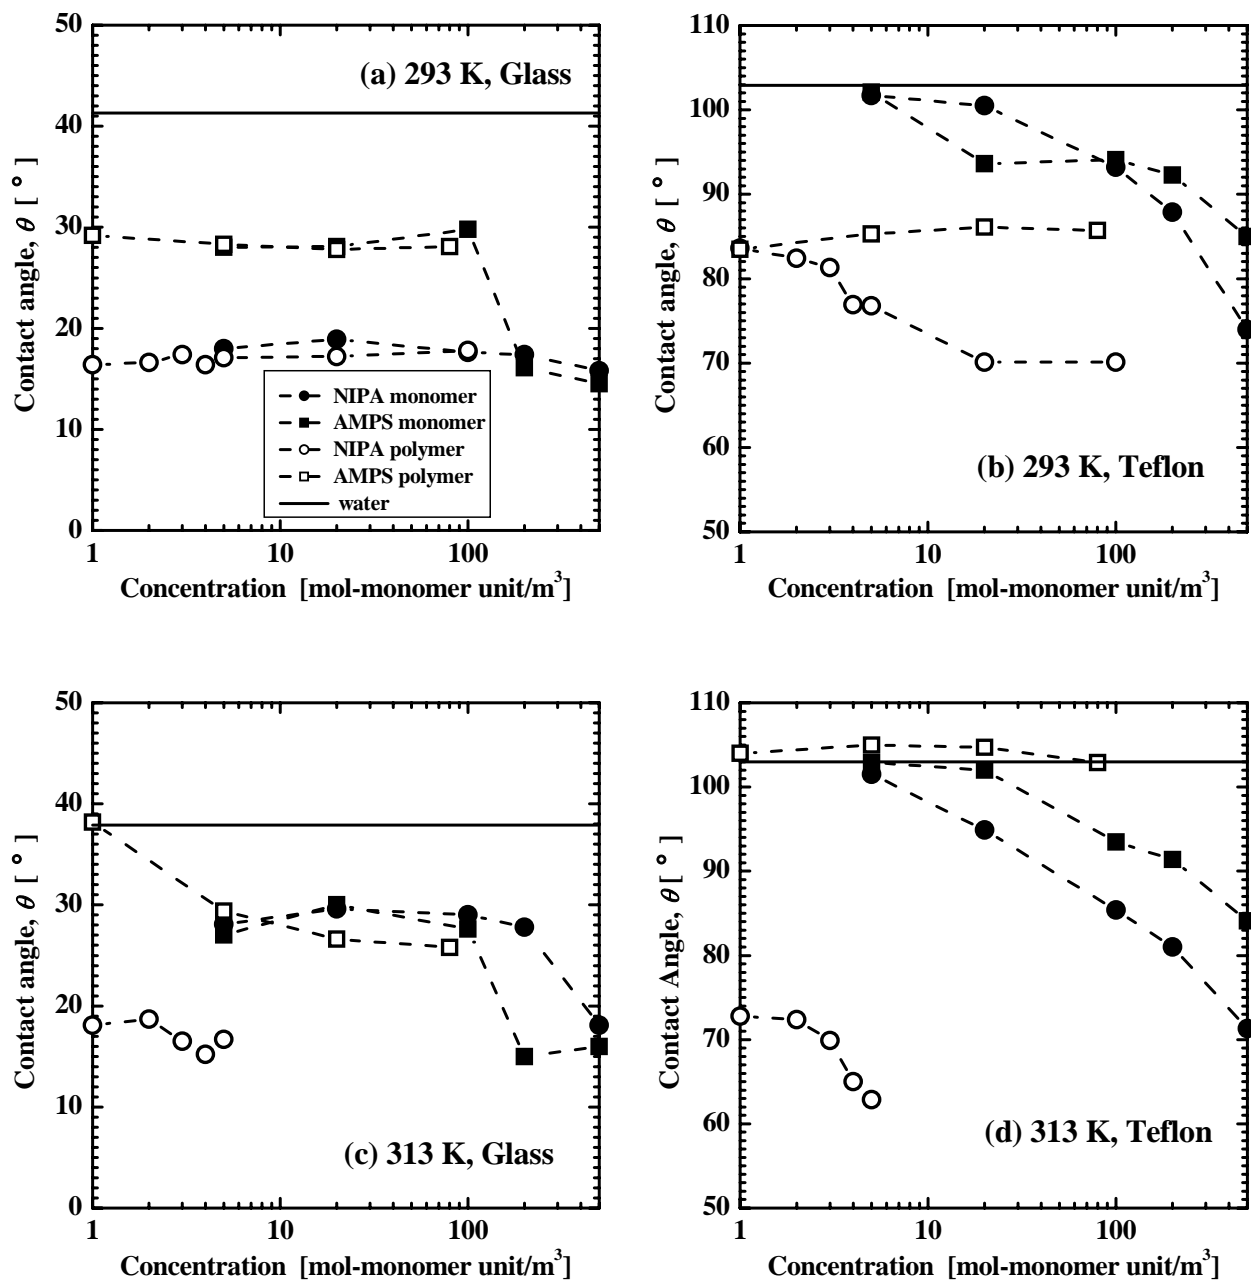 50
40
30
20
10
0
Contact angle, θ [ ° ]
(a) 293 K, Glass
NIPA monomer
AMPS monomer
NIPA polymer
AMPS polymer
water
1 10 100
Concentration [mol-monomer unit/m³]
110
100
90
80
70
60
50
Contact angle, θ [ ° ]
(b) 293 K, Teflon
1 10 100
Concentration [mol-monomer unit/m³]
50
40
30
20
10
0
Contact angle, θ [ ° ]
(c) 313 K, Glass
1 10 100
Concentration [mol-monomer unit/m³]
110
100
90
80
70
60
50
Contact Angle, θ [ ° ]
(d) 313 K, Teflon
1 10 100
Concentration [mol-monomer unit/m³]